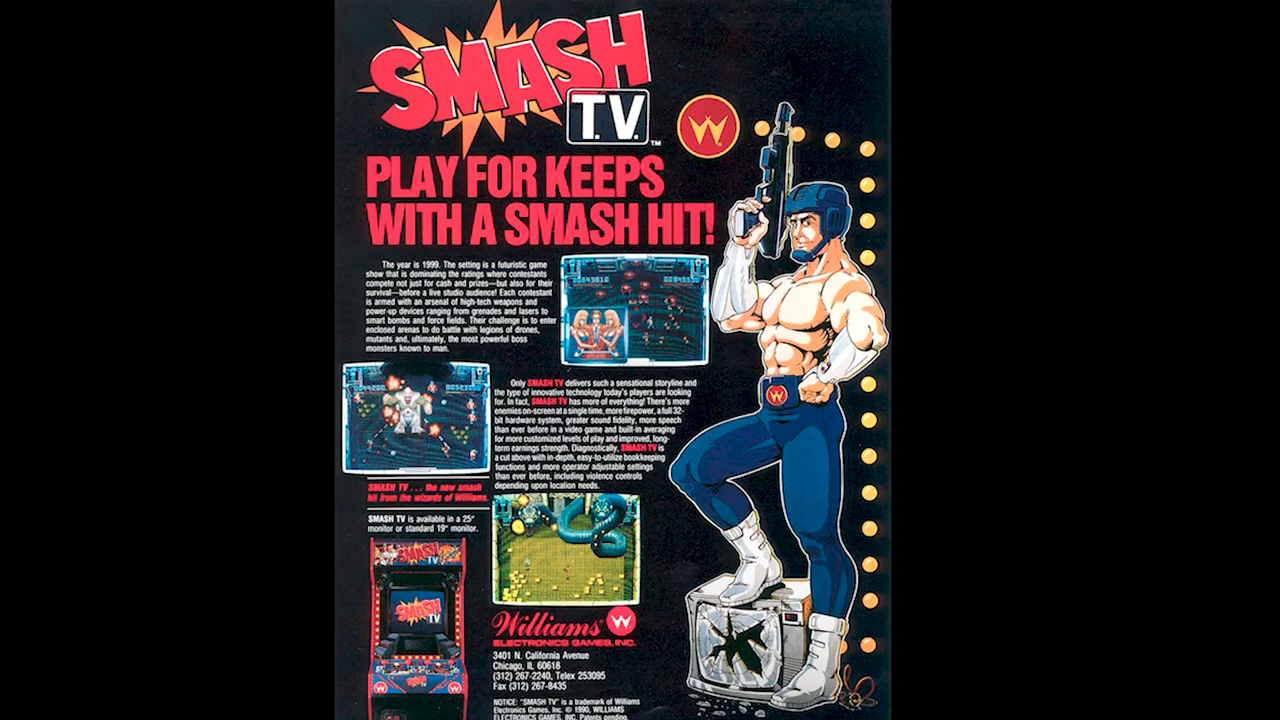 SMASH
T.V.™
W
PLAY FOR KEEPS
WITH A SMASH HIT!
The year is 1999. The setting is a futuristic game
show that is dominating the ratings where contestants
compete not just for cash and prizes—but also for their
survival—before a live studio audience! Each contestant
is armed with an arsenal of high-tech weapons and
power-up devices ranging from grenades and lasers to
smart bombs and force fields. Their challenge is to enter
enclosed arenas to do battle with legions of drones,
mutants and, ultimately, the most powerful boss
monsters known to man.
Only SMASH TV delivers such a sensational storyline and
the type of innovative technology today's players are looking
for. In fact, SMASH TV has more of everything! There's more
enemies on-screen at a single time, more firepower, a full 32-
bit hardware system, greater sound fidelity, more speech
than ever before in a video game and built-in averaging
for more customized levels of play and improved, long-
term earnings strength. Diagnostically, SMASH TV is
a cut above with in-depth, easy-to-utilize bookkeeping
functions and more operator adjustable settings
than ever before, including violence controls
depending upon location needs.
SMASH TV . . . the new smash
hit from the wizards of Williams.
SMASH TV is available in a 25″
monitor or standard 19″ monitor.
SMASH
TV
SMASH
TV
Williams®
ELECTRONICS GAMES, INC.
3401 N. California Avenue
Chicago, IL 60618
(312) 267-2240, Telex 253095
Fax (312) 267-8435
NOTICE: "SMASH TV" is a trademark of Williams
Electronics Games, Inc. © 1990, WILLIAMS
ELECTRONICS GAMES, INC. Patents pending.